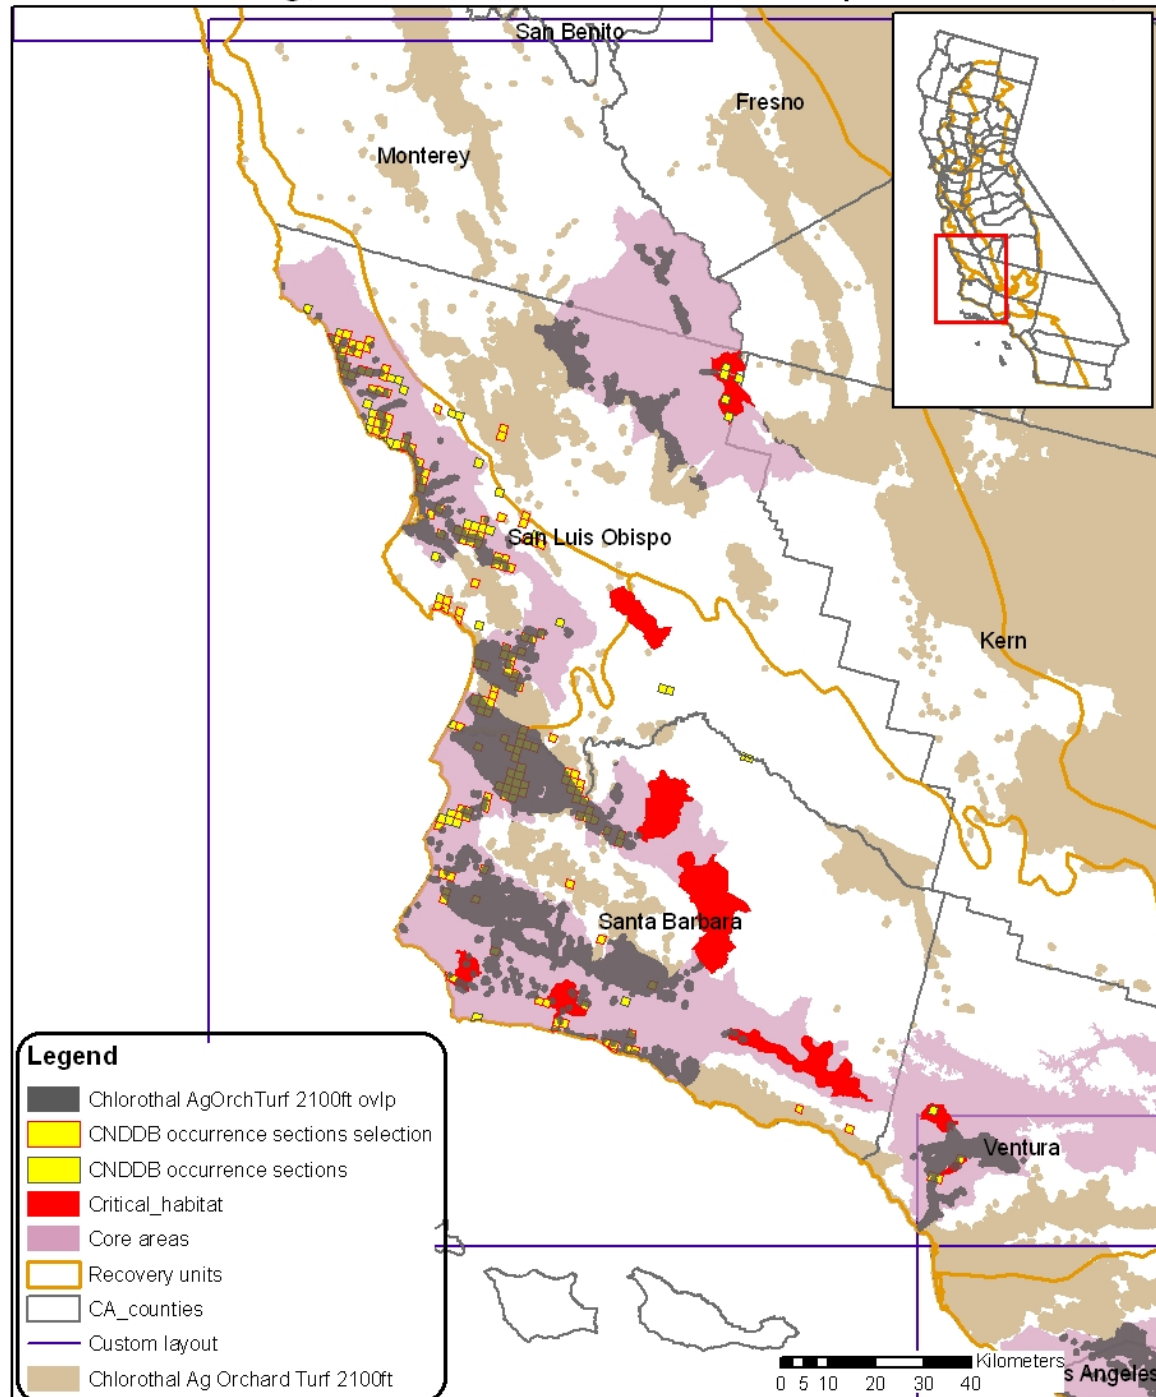 San Benito
Fresno
Monterey
San Luis Obispo
Kern
Santa Barbara
Ventura
Legend
Chlorothal AgOrchTurf 2100ft ovlp
CNDDB occurrence sections selection
CNDDB occurrence sections
Critical_habitat
Core areas
Recovery units
CA_counties
Custom layout
Chlorothal Ag Orchard Turf 2100ft
Kilometers
0 5 10 20 30 40
s Angeles